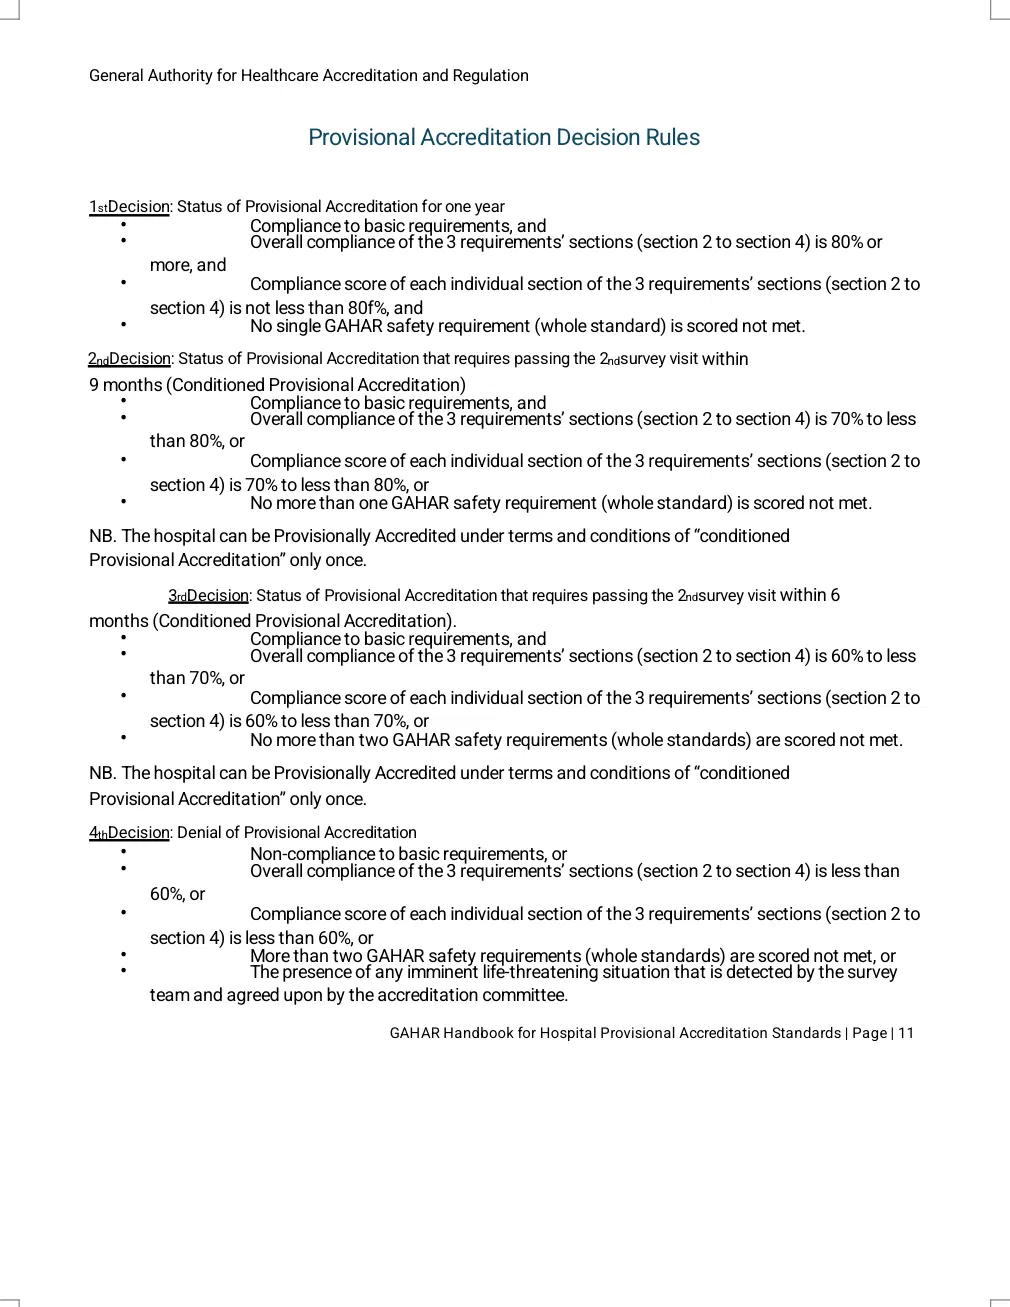 General Authority for Healthcare Accreditation and Regulation
Provisional Accreditation Decision Rules
1stDecision: Status of Provisional Accreditation for one year
• Compliance to basic requirements, and
• Overall compliance of the 3 requirements’ sections (section 2 to section 4) is 80% or
more, and
• Compliance score of each individual section of the 3 requirements’ sections (section 2 to
section 4) is not less than 80f%, and
• No single GAHAR safety requirement (whole standard) is scored not met.
2ndDecision: Status of Provisional Accreditation that requires passing the 2ndsurvey visit within
9 months (Conditioned Provisional Accreditation)
• Compliance to basic requirements, and
• Overall compliance of the 3 requirements’ sections (section 2 to section 4) is 70% to less
than 80%, or
• Compliance score of each individual section of the 3 requirements’ sections (section 2 to
section 4) is 70% to less than 80%, or
• No more than one GAHAR safety requirement (whole standard) is scored not met.
NB. The hospital can be Provisionally Accredited under terms and conditions of “conditioned
Provisional Accreditation” only once.
3rdDecision: Status of Provisional Accreditation that requires passing the 2ndsurvey visit within 6
months (Conditioned Provisional Accreditation).
• Compliance to basic requirements, and
• Overall compliance of the 3 requirements’ sections (section 2 to section 4) is 60% to less
than 70%, or
• Compliance score of each individual section of the 3 requirements’ sections (section 2 to
section 4) is 60% to less than 70%, or
• No more than two GAHAR safety requirements (whole standards) are scored not met.
NB. The hospital can be Provisionally Accredited under terms and conditions of “conditioned
Provisional Accreditation” only once.
4thDecision: Denial of Provisional Accreditation
• Non-compliance to basic requirements, or
• Overall compliance of the 3 requirements’ sections (section 2 to section 4) is less than
60%, or
• Compliance score of each individual section of the 3 requirements’ sections (section 2 to
section 4) is less than 60%, or
• More than two GAHAR safety requirements (whole standards) are scored not met, or
• The presence of any imminent life-threatening situation that is detected by the survey
team and agreed upon by the accreditation committee.
GAHAR Handbook for Hospital Provisional Accreditation Standards | Page | 11